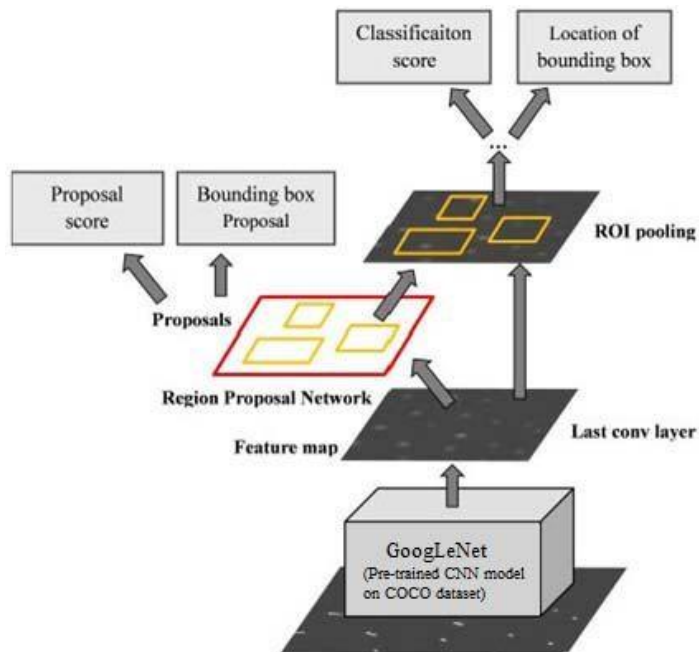 Classificaiton
score
Location of
bounding box
Proposal
score
Bounding box
Proposal
ROI pooling
Proposals
Region Proposal Network
Feature map
Last conv layer
GoogLeNet
(Pre-trained CNN model
on COCO dataset)
...